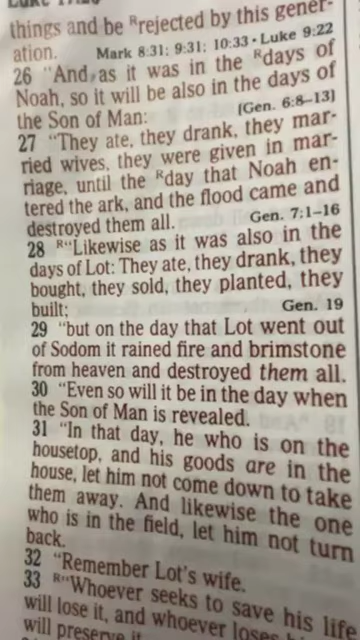 things and be ᴿrejected by this gener-
ation. Mark 8:31; 9:31; 10:33 • Luke 9:22
26 "And, as it was in the ᴿdays of
Noah, so it will be also in the days of
the Son of Man: [Gen. 6:8–13]
27 "They ate, they drank, they mar-
ried wives, they were given in mar-
riage, until the ᴿday that Noah en-
tered the ark, and the flood came and
destroyed them all. Gen. 7:1–16
28 ᴿ"Likewise as it was also in the
days of Lot: They ate, they drank, they
bought, they sold, they planted, they
built; Gen. 19
29 "but on the day that Lot went out
of Sodom it rained fire and brimstone
from heaven and destroyed them all.
30 "Even so will it be in the day when
the Son of Man is revealed.
31 "In that day, he who is on the
housetop, and his goods are in the
house, let him not come down to take
them away. And likewise the one
who is in the field, let him not turn
back.
32 "Remember Lot's wife.
33 ᴿ"Whoever seeks to save his life
will lose it, and whoever loses
will preserve it